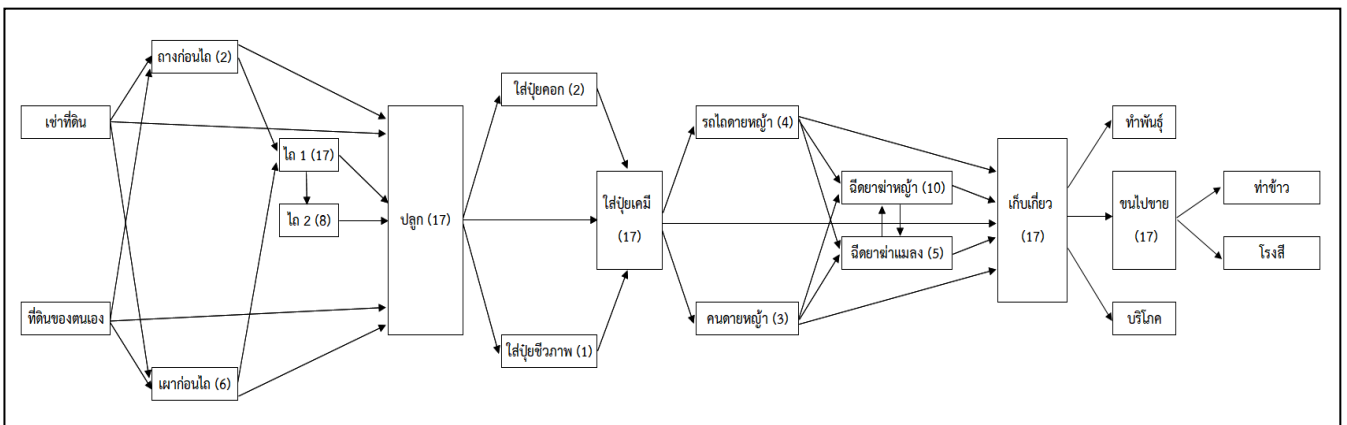 เช่าที่ดิน
ที่ดินของตนเอง
ถางก่อนไถ (2)
เผาก่อนไถ (6)
ไถ 1 (17)
ไถ 2 (8)
ปลูก (17)
ใส่ปุ๋ยคอก (2)
ใส่ปุ๋ยชีวภาพ (1)
ใส่ปุ๋ยเคมี
(17)
รถไถดายหญ้า (4)
คนดายหญ้า (3)
ฉีดยาฆ่าหญ้า (10)
ฉีดยาฆ่าแมลง (5)
เก็บเกี่ยว
(17)
ทำพันธุ์
ขนไปขาย
(17)
บริโภค
ท่าข้าว
โรงสี